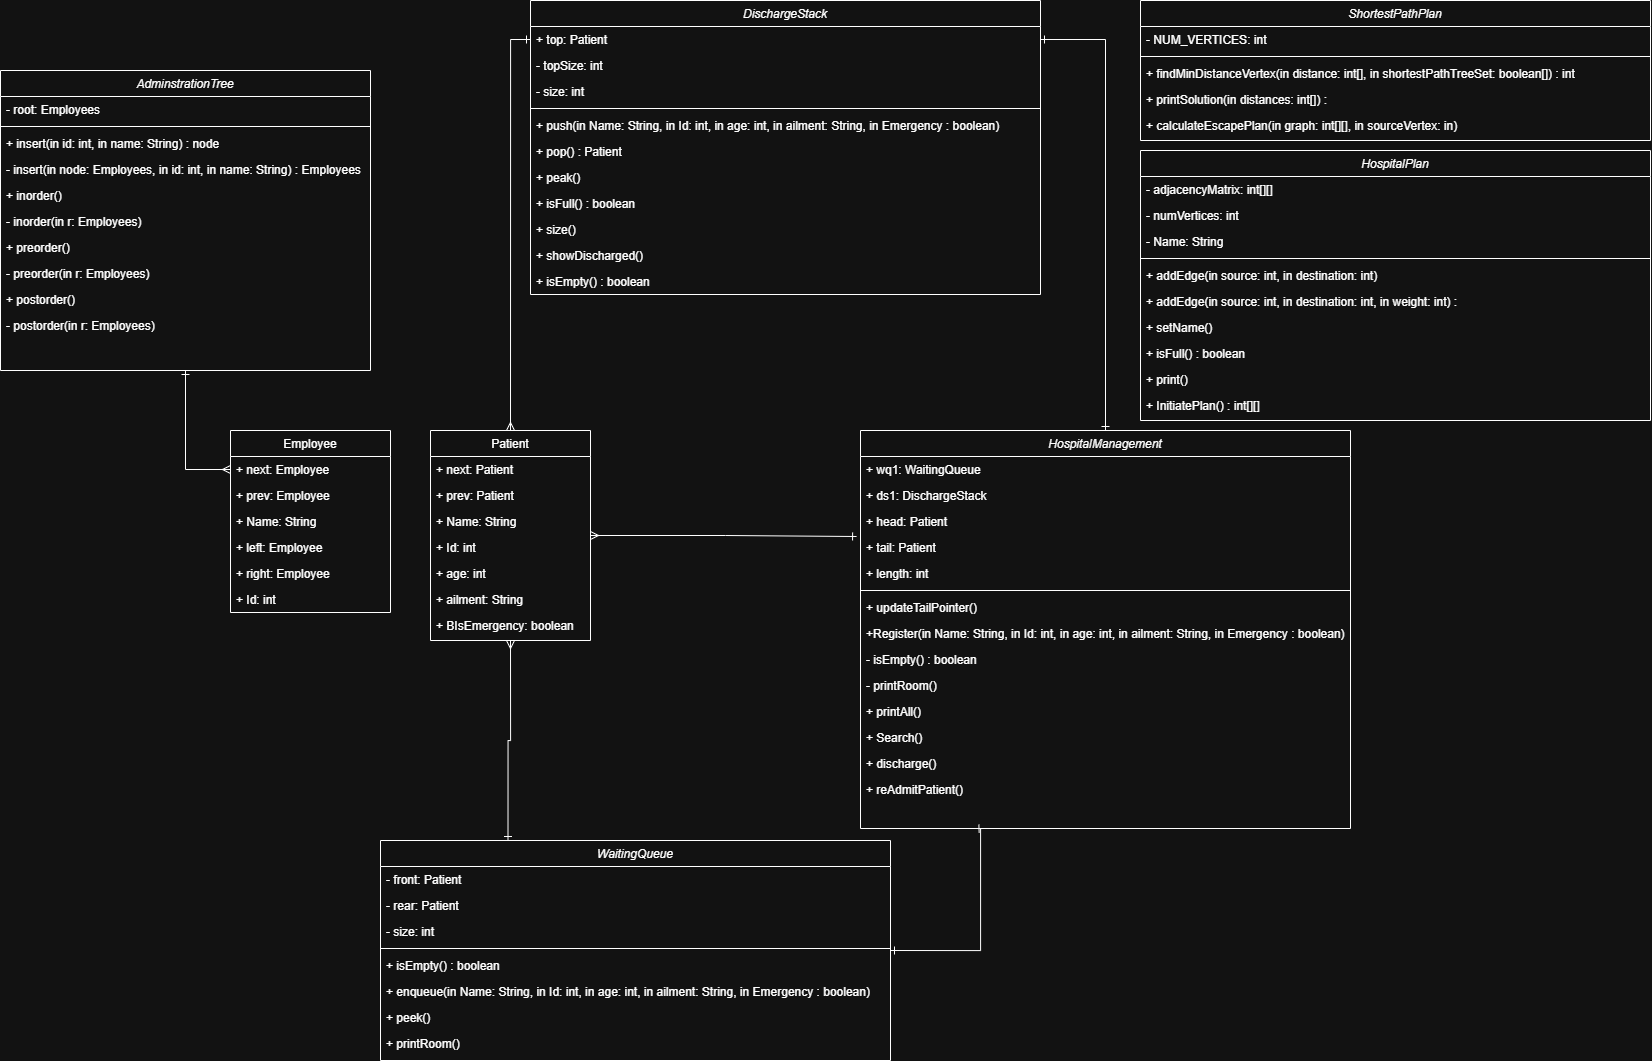 AdminstrationTree
- root: Employees
+ insert(in id: int, in name: String) : node
- insert(in node: Employees, in id: int, in name: String) : Employees
+ inorder()
- inorder(in r: Employees)
+ preorder()
- preorder(in r: Employees)
+ postorder()
- postorder(in r: Employees)
DischargeStack
+ top: Patient
- topSize: int
- size: int
+ push(in Name: String, in Id: int, in age: int, in ailment: String, in Emergency : boolean)
+ pop() : Patient
+ peak()
+ isFull() : boolean
+ size()
+ showDischarged()
+ isEmpty() : boolean
ShortestPathPlan
- NUM_VERTICES: int
+ findMinDistanceVertex(in distance: int[], in shortestPathTreeSet: boolean[]) : int
+ printSolution(in distances: int[]) :
+ calculateEscapePlan(in graph: int[][], in sourceVertex: in)
HospitalPlan
- adjacencyMatrix: int[][]
- numVertices: int
- Name: String
+ addEdge(in source: int, in destination: int)
+ addEdge(in source: int, in destination: int, in weight: int) :
+ setName()
+ isFull() : boolean
+ print()
+ InitiatePlan() : int[][]
Employee
+ next: Employee
+ prev: Employee
+ Name: String
+ left: Employee
+ right: Employee
+ Id: int
Patient
+ next: Patient
+ prev: Patient
+ Name: String
+ Id: int
+ age: int
+ ailment: String
+ BIsEmergency: boolean
HospitalManagement
+ wq1: WaitingQueue
+ ds1: DischargeStack
+ head: Patient
+ tail: Patient
+ length: int
+ updateTailPointer()
+Register(in Name: String, in Id: int, in age: int, in ailment: String, in Emergency : boolean)
- isEmpty() : boolean
- printRoom()
+ printAll()
+ Search()
+ discharge()
+ reAdmitPatient()
WaitingQueue
- front: Patient
- rear: Patient
- size: int
+ isEmpty() : boolean
+ enqueue(in Name: String, in Id: int, in age: int, in ailment: String, in Emergency : boolean)
+ peek()
+ printRoom()